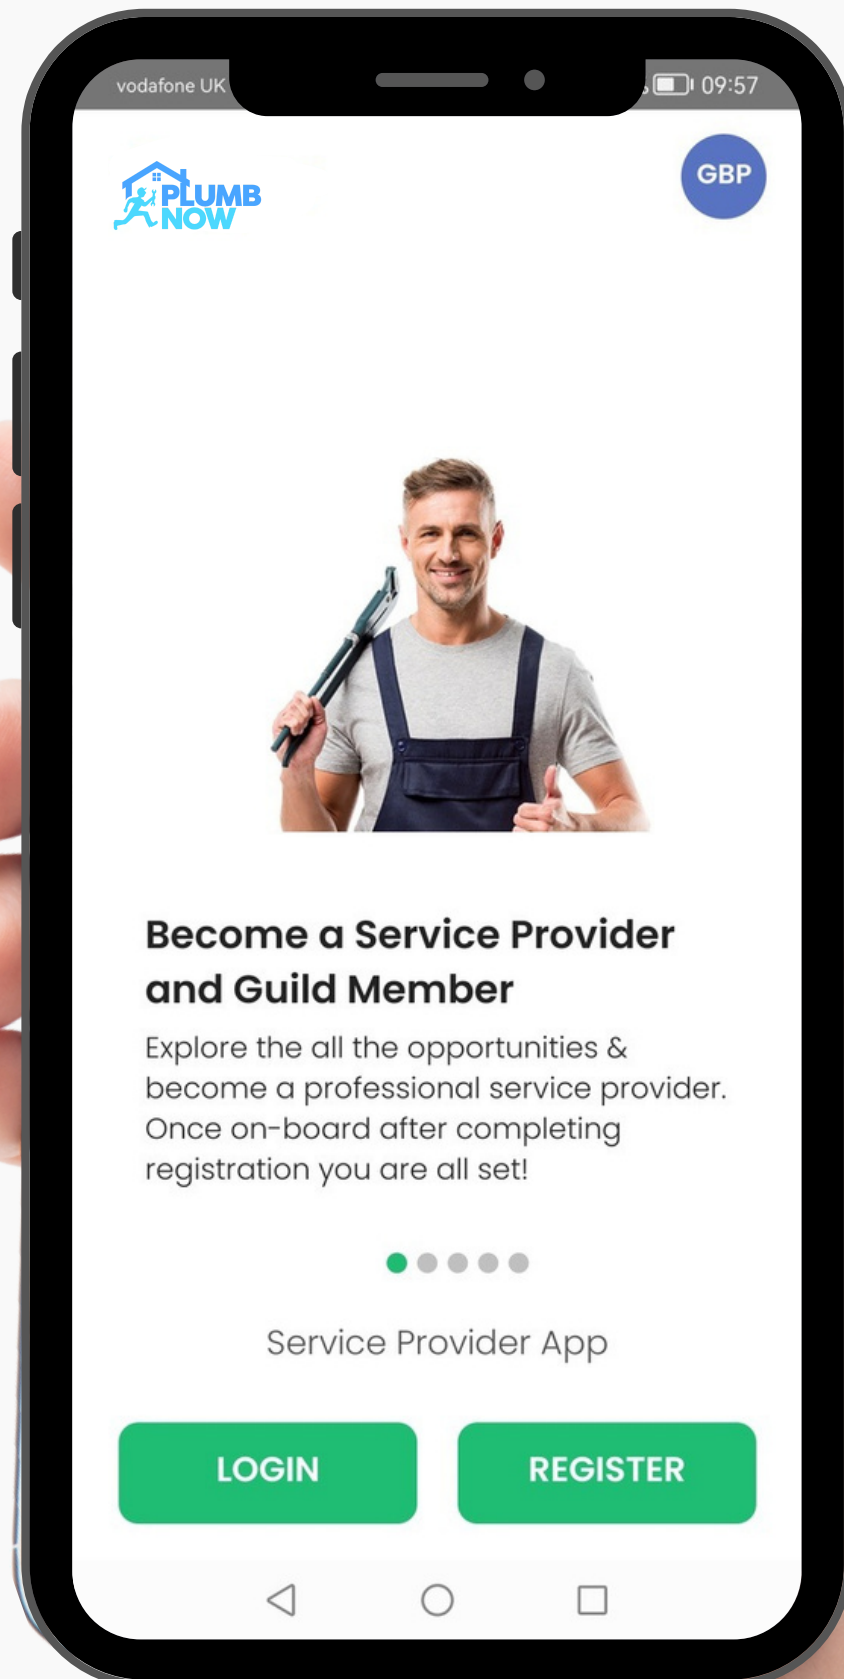 vodafone UK
09:57
PLUMB
NOW
GBP
Become a Service Provider
and Guild Member
Explore the all the opportunities &
become a professional service provider.
Once on-board after completing
registration you are all set!
Service Provider App
LOGIN
REGISTER